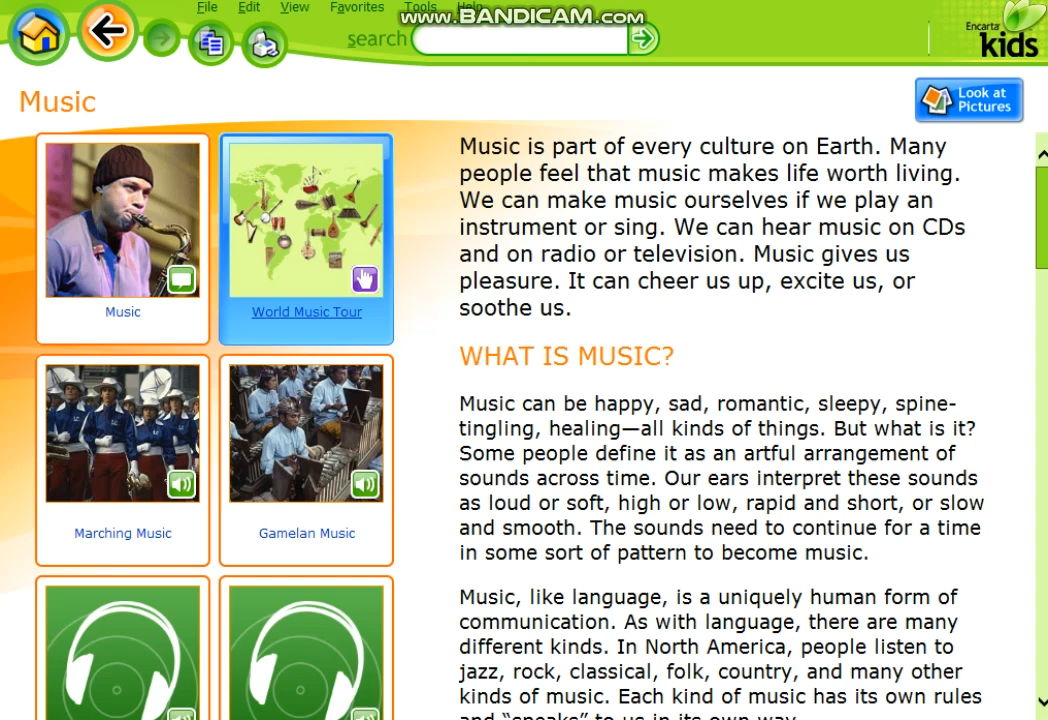 File Edit View Favorites Tools Help
www.BANDICAM.com
search
Encarta
kids
Music
Look at
Pictures
Music
World Music Tour
Marching Music
Gamelan Music
Music is part of every culture on Earth. Many
people feel that music makes life worth living.
We can make music ourselves if we play an
instrument or sing. We can hear music on CDs
and on radio or television. Music gives us
pleasure. It can cheer us up, excite us, or
soothe us.
WHAT IS MUSIC?
Music can be happy, sad, romantic, sleepy, spine-
tingling, healing—all kinds of things. But what is it?
Some people define it as an artful arrangement of
sounds across time. Our ears interpret these sounds
as loud or soft, high or low, rapid and short, or slow
and smooth. The sounds need to continue for a time
in some sort of pattern to become music.
Music, like language, is a uniquely human form of
communication. As with language, there are many
different kinds. In North America, people listen to
jazz, rock, classical, folk, country, and many other
kinds of music. Each kind of music has its own rules
and “speaks” to us in its own way.